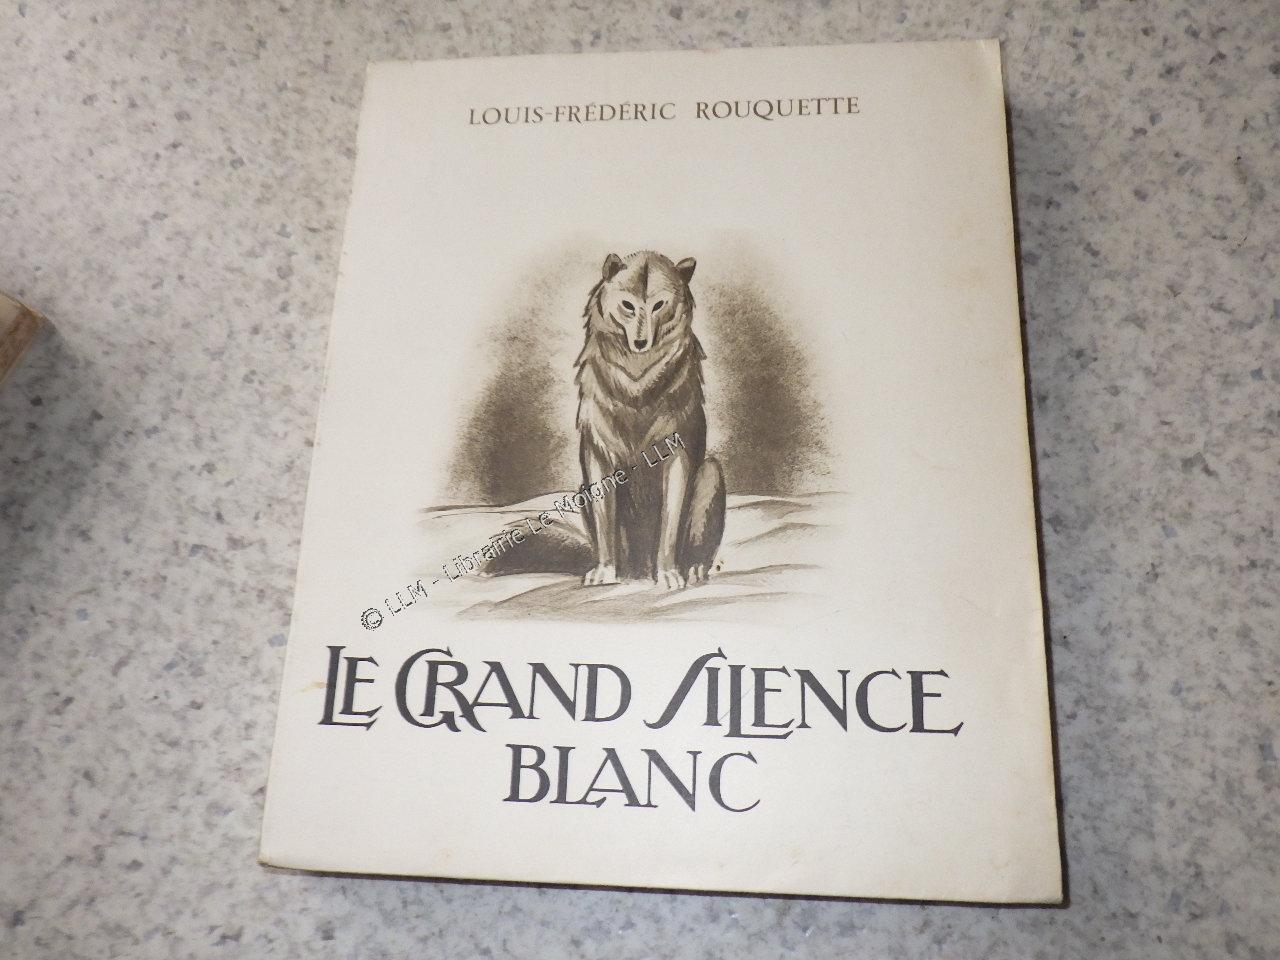 LOUIS-FRÉDÉRIC ROUQUETTE
© LLM - Librairie Le Moigne - LLM
LE GRAND SILENCE
BLANC